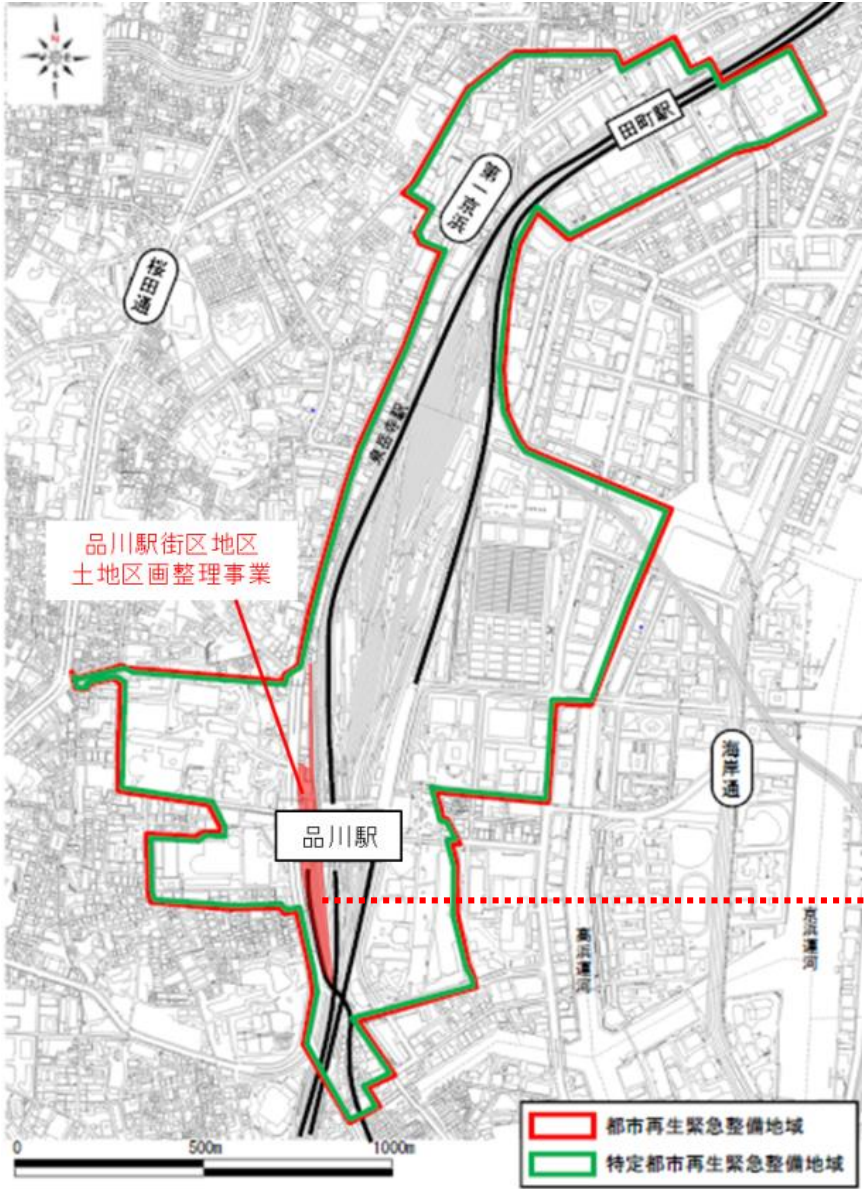 N
田町駅
第一京浜
桜田通
泉岳寺駅
品川駅街区地区
土地区画整理事業
海岸通
品川駅
高浜運河
京浜運河
都市再生緊急整備地域
特定都市再生緊急整備地域
0 500m 1000m